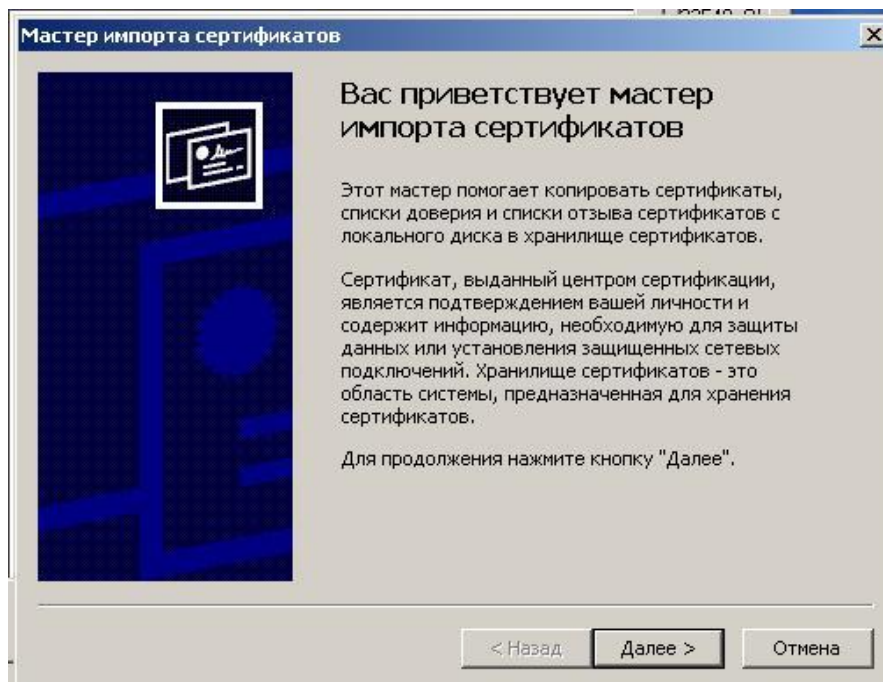 Мастер импорта сертификатов
Вас приветствует мастер
импорта сертификатов
Этот мастер помогает копировать сертификаты,
списки доверия и списки отзыва сертификатов с
локального диска в хранилище сертификатов.
Сертификат, выданный центром сертификации,
является подтверждением вашей личности и
содержит информацию, необходимую для защиты
данных или установления защищенных сетевых
подключений. Хранилище сертификатов - это
область системы, предназначенная для хранения
сертификатов.
Для продолжения нажмите кнопку "Далее".
< Назад Далее > Отмена